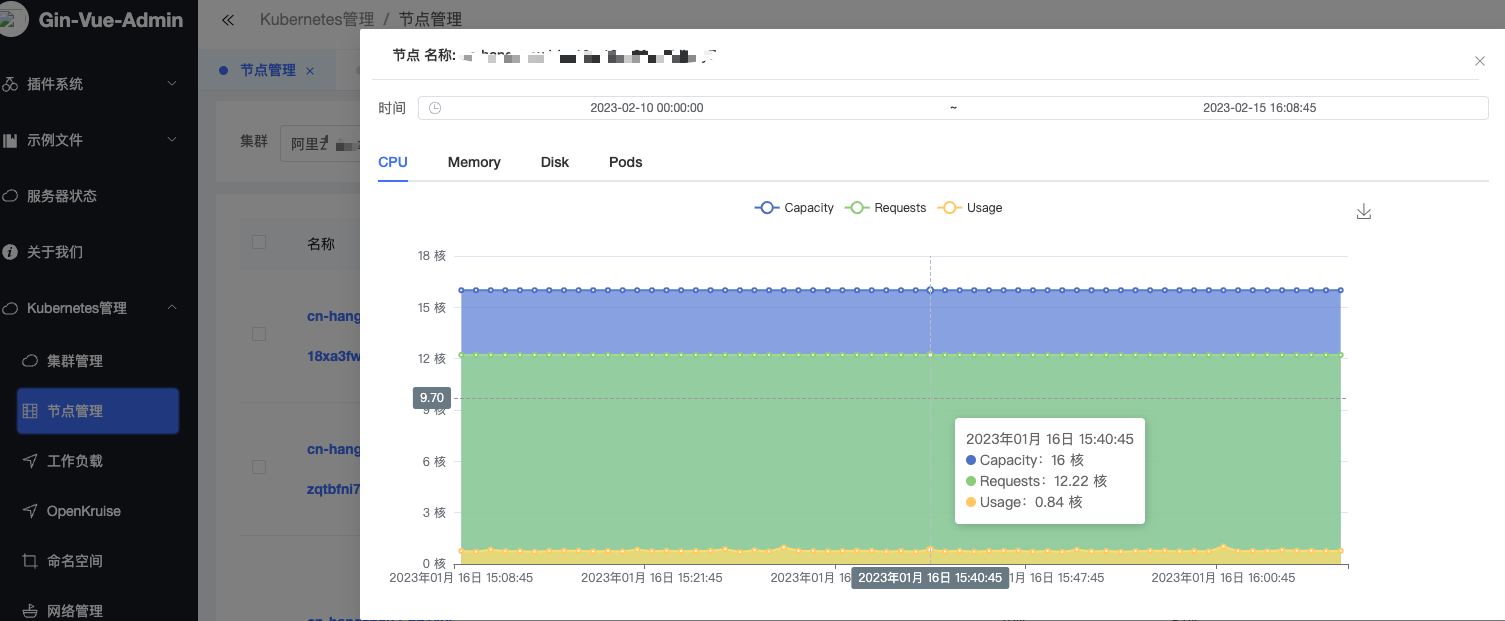 Gin-Vue-Admin
Kubernetes管理 / 节点管理
节点 名称:
插件系统
节点管理
时间
2023-02-10 00:00:00 ~ 2023-02-15 16:08:45
示例文件
集群
阿里
CPU Memory Disk Pods
服务器状态
Capacity Requests Usage
名称
关于我们
18 核
15 核
Kubernetes管理
cn-hang
18xa3fw
12 核
集群管理
9.70
9 核
节点管理
2023年01月 16日 15:40:45
Capacity: 16 核
Requests: 12.22 核
Usage: 0.84 核
cn-hang
工作负载
6 核
zqtbfni7
3 核
OpenKruise
0 核
命名空间
2023年01月 16日 15:08:45
2023年01月 16日 15:21:45
2023年01月 16
2023年01月 16日 15:40:45
1月 16日 15:47:45
2023年01月 16日 16:00:45
网络管理